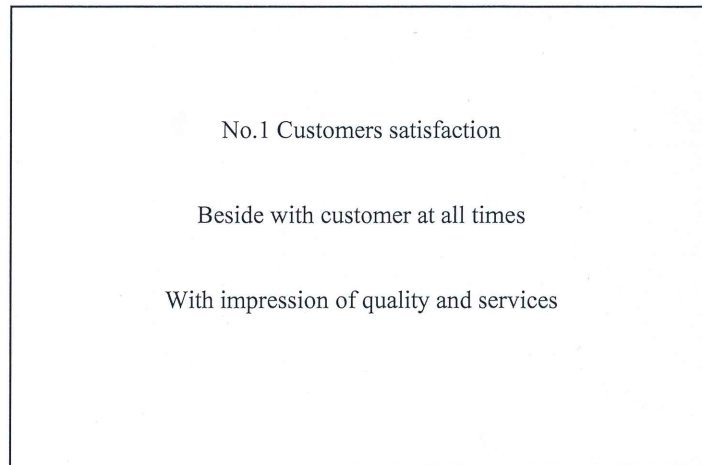 No.1 Customers satisfaction
Beside with customer at all times
With impression of quality and services